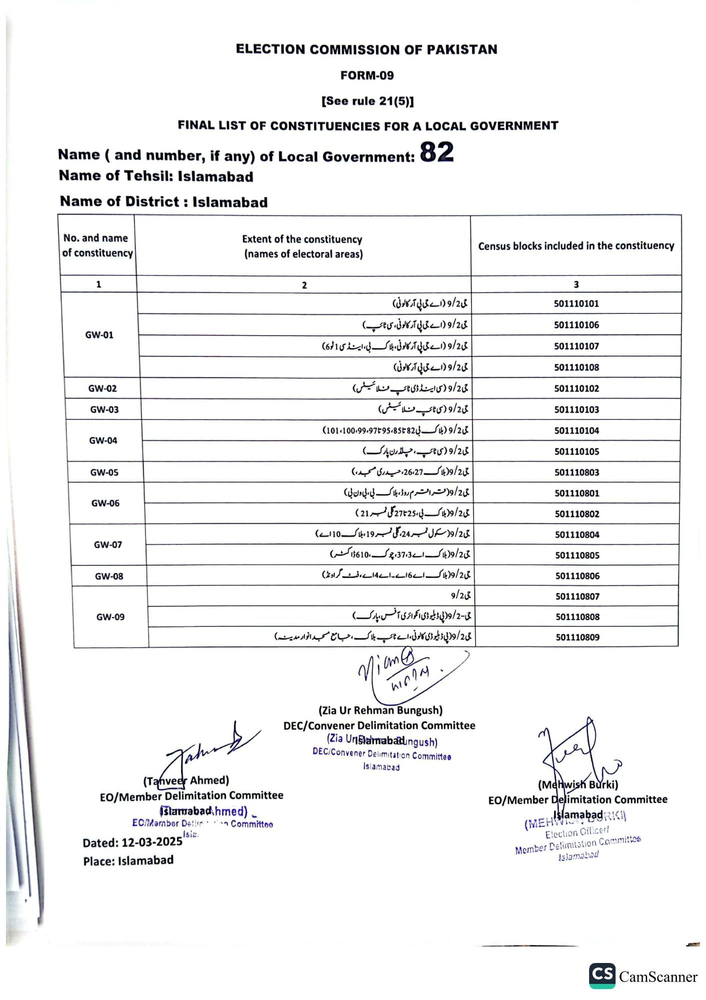 ELECTION COMMISSION OF PAKISTAN
FORM-09
[See rule 21(5)]
FINAL LIST OF CONSTITUENCIES FOR A LOCAL GOVERNMENT
Name ( and number, if any) of Local Government: 82
Name of Tehsil: Islamabad
Name of District : Islamabad
No. and name of constituency
Extent of the constituency (names of electoral areas)
Census blocks included in the constituency
1 2 3
GW-01
جی9/2 (اے جی پی آر کالونی) 501110101
جی9/2 (اے جی پی آر کالونی، سی ٹائپ) 501110106
جی9/2 (اے جی پی آر کالونی، بلاک بی، اینڈ سی 1 ٹو 6) 501110107
جی9/2 (اے جی پی آر کالونی) 501110108
GW-02 جی9/2 (سی اینڈ ڈی ٹائپ فلائیٹس) 501110102
GW-03 جی9/2 (سی ٹائپ فلائیٹس) 501110103
GW-04
جی9/2 (بلاک بی 82 تا 85، 95 تا 97، 99، 100، 101) 501110104
جی9/2 (سی ٹائپ، چلڈرن پارک) 501110105
GW-05 جی9/2(بلاک 26،27، حیدری مسجد،) 501110803
GW-06
جی9/2(قراقرم روڈ، بلاک بی، بی ون بی) 501110801
جی9/2(بلاک بی، 25 تا 27 گلی نمبر 21 ) 501110802
GW-07
جی9/2(سکول نمبر 24، گلی نمبر 19، بلاک 10 اے) 501110804
جی9/2(بلاک اے 3، 37، چوک، 610 ڈاکٹر) 501110805
GW-08 جی9/2(بلاک اے 6 اے۔اے 4 اے، فٹ گراونڈ) 501110806
GW-09
جی9/2 501110807
جی-9/2(پی ڈبلیو ڈی انکوائری آفس، پارک) 501110808
جی9/2(پی ڈبلیو ڈی کالونی، اے ٹائپ بلاک، جامع مسجد انوار مدینہ) 501110809
(Zia Ur Rehman Bungush)
DEC/Convener Delimitation Committee
Islamabad
(Zia Ur Rehman Bungush)
DEC/Convener Delimitation Committee
Islamabad
(Tanveer Ahmed)
EO/Member Delimitation Committee
Islamabad
Ahmed)
EO/Member Committee
(Mehwish Burki)
EO/Member Delimitation Committee
Islamabad
(MEHWISH BURKI)
Election Officer/
Member Delimitation Committee
Islamabad
Dated: 12-03-2025
Place: Islamabad
CS CamScanner